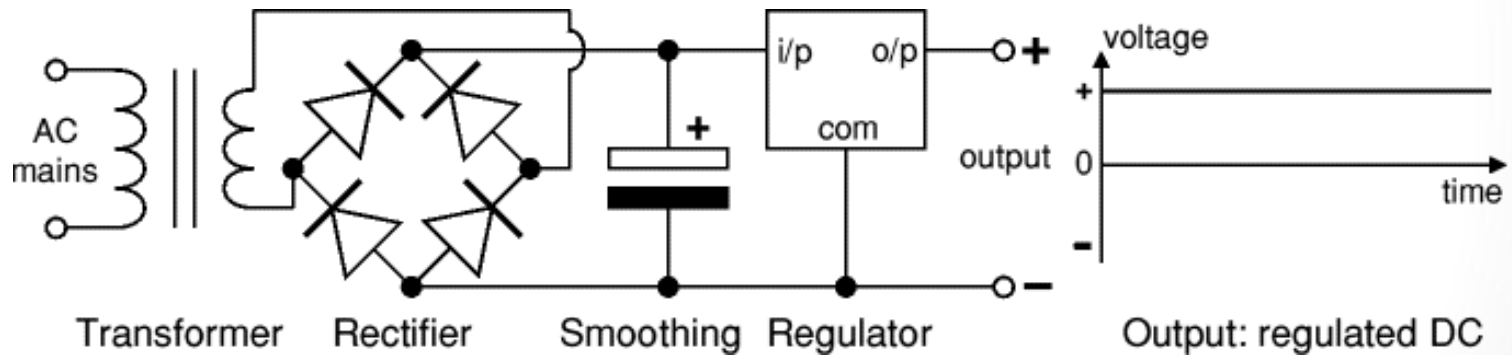 AC
mains
+
i/p
o/p
com
+
−
output
voltage
+
0
-
time
Transformer
Rectifier
Smoothing
Regulator
Output: regulated DC